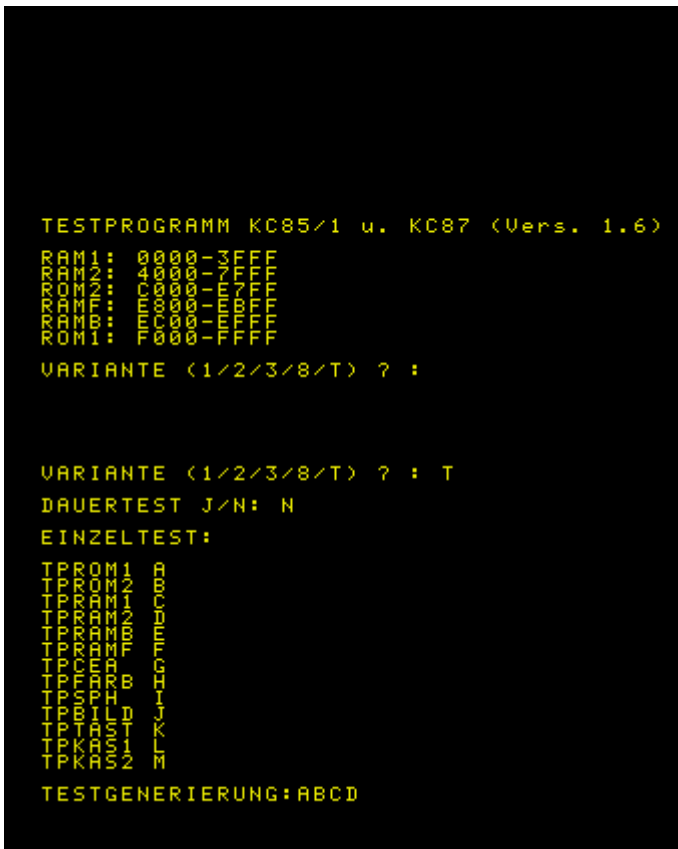 TESTPROGRAMM KC85/1 u. KC87 (Vers. 1.6)
RAM1: 0000-3FFF
RAM2: 4000-7FFF
ROM2: C000-E7FF
RAMF: E800-EBFF
RAMB: EC00-EFFF
ROM1: F000-FFFF
VARIANTE (1/2/3/8/T) ? :
VARIANTE (1/2/3/8/T) ? : T
DAUERTEST J/N: N
EINZELTEST:
TPROM1 A
TPROM2 B
TPRAM1 C
TPRAM2 D
TPRAMB E
TPRAMF F
TPCEA G
TPFARB H
TPSPH I
TPBILD J
TPTAST K
TPKAS1 L
TPKAS2 M
TESTGENERIERUNG:ABCD